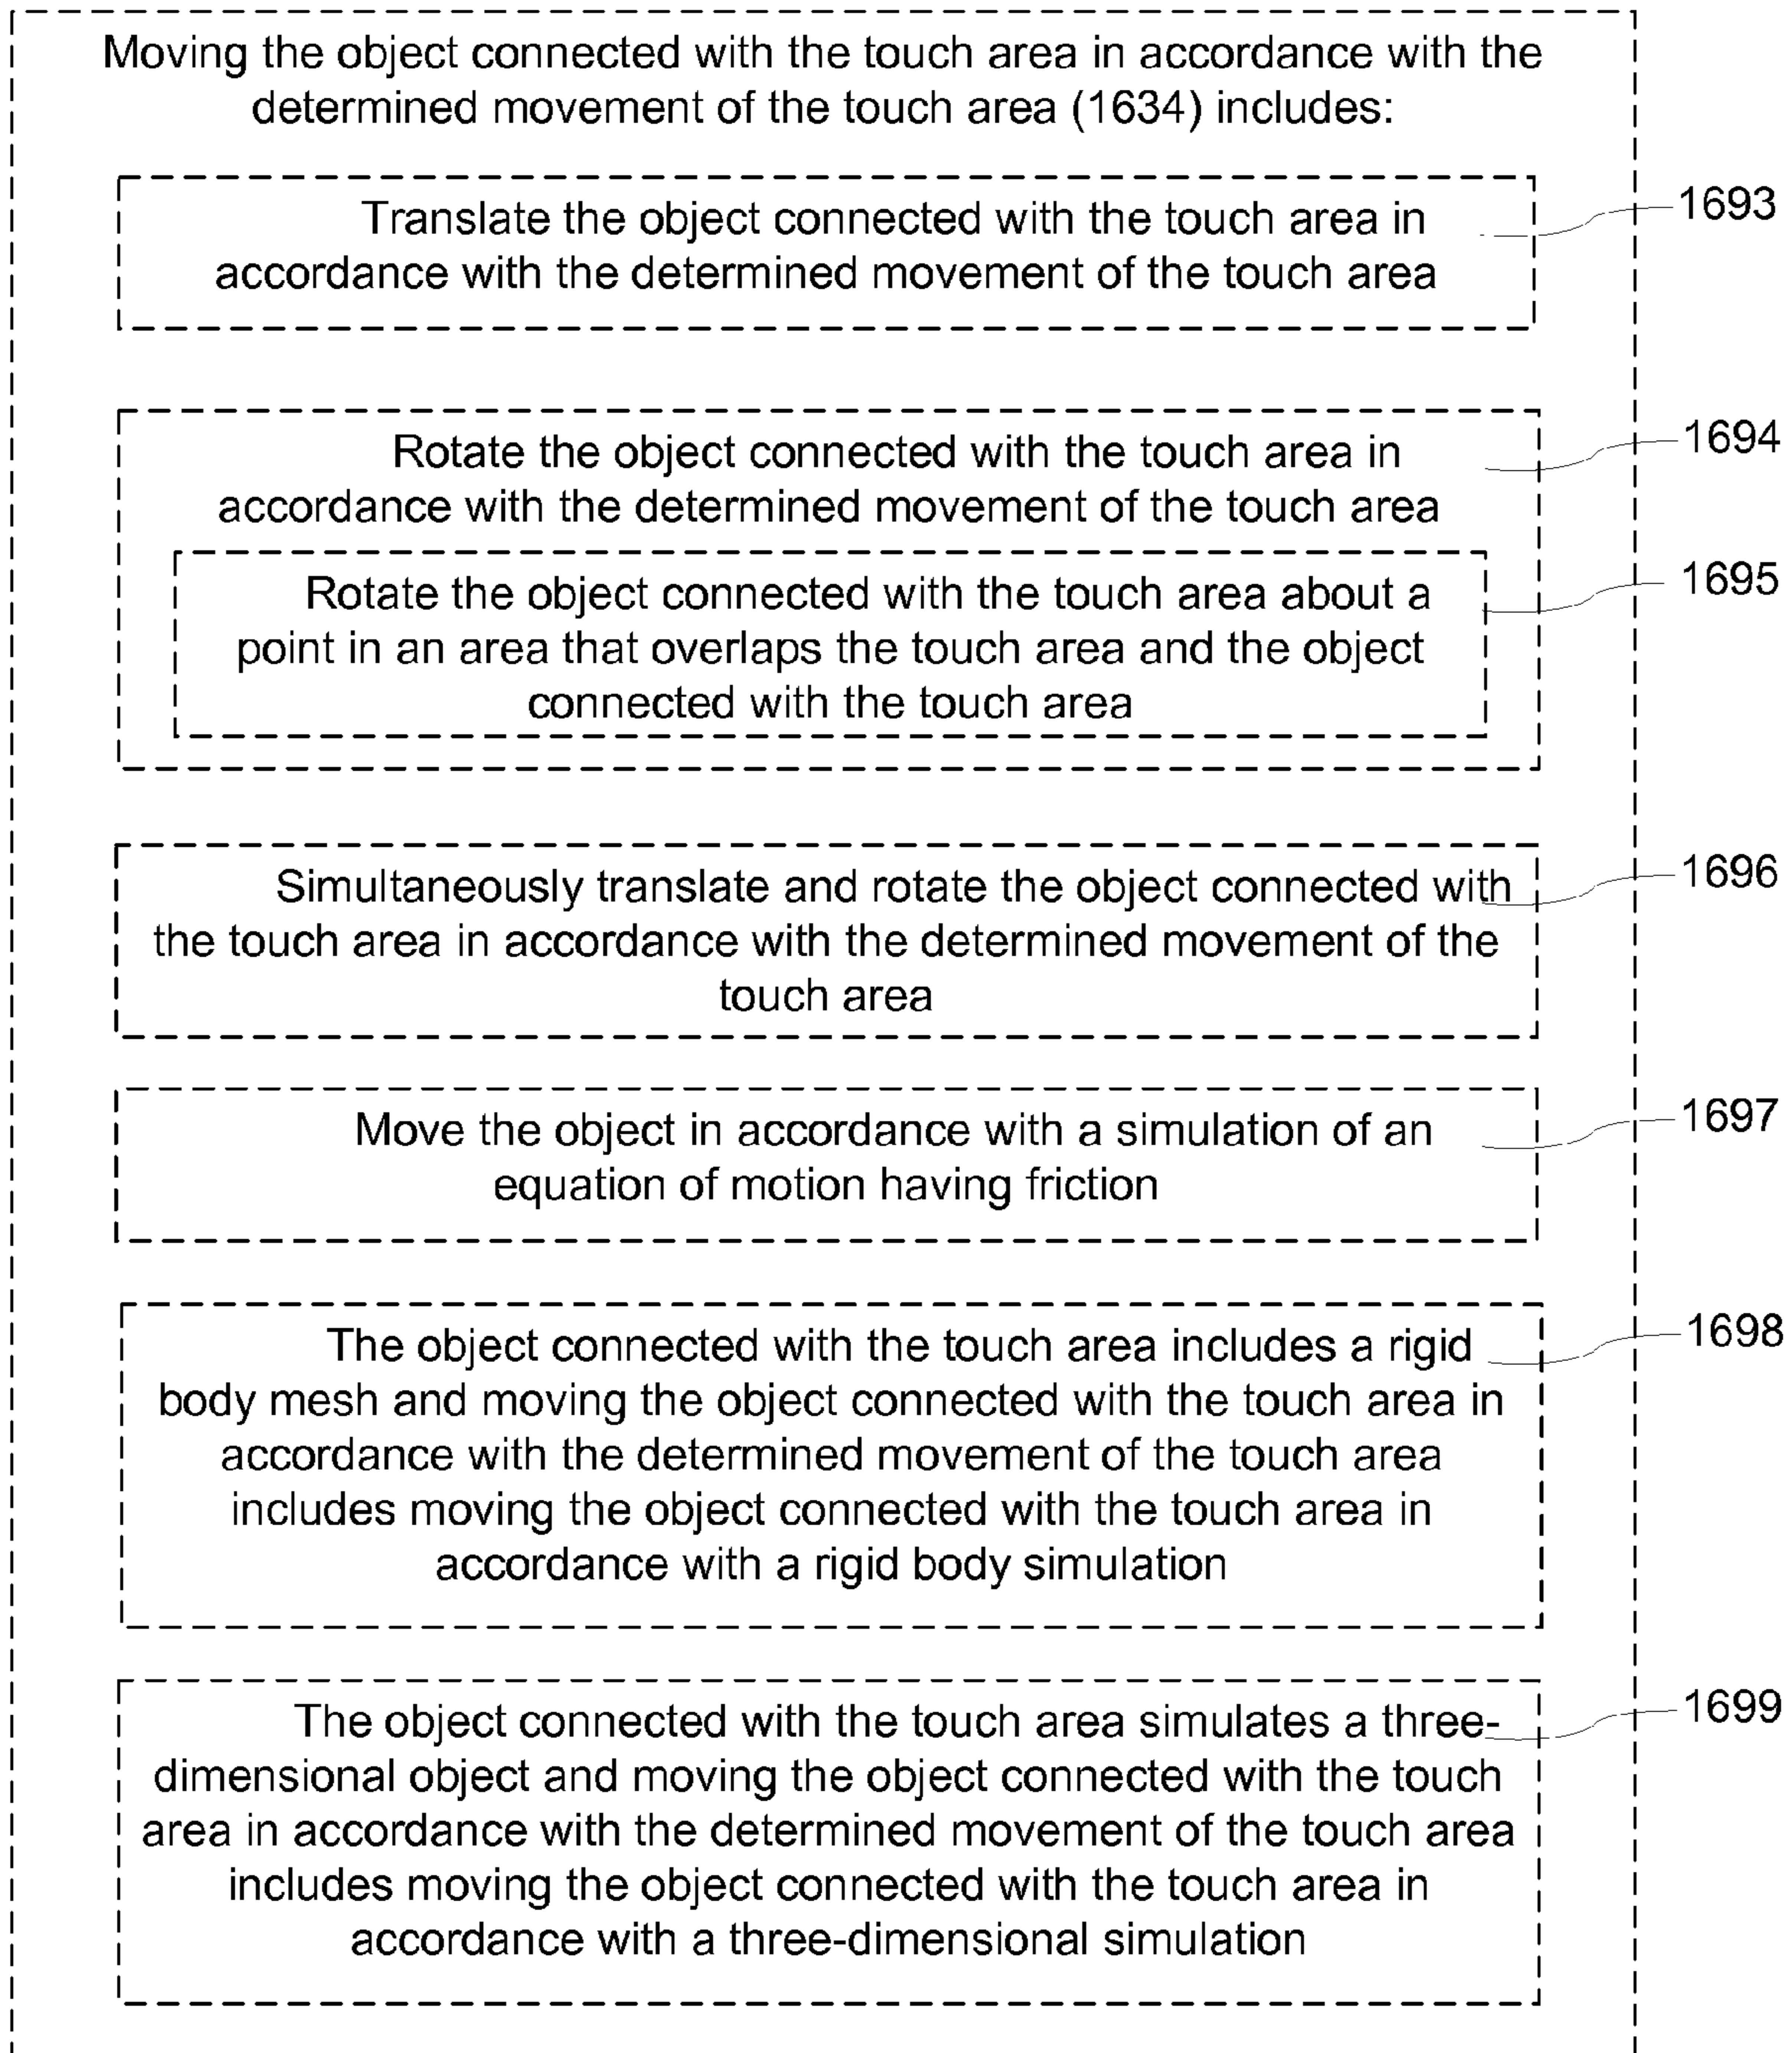 Moving the object connected with the touch area in accordance with the
determined movement of the touch area (1634) includes:
Translate the object connected with the touch area in
accordance with the determined movement of the touch area
1693
Rotate the object connected with the touch area in
accordance with the determined movement of the touch area
1694
Rotate the object connected with the touch area about a
point in an area that overlaps the touch area and the object
connected with the touch area
1695
Simultaneously translate and rotate the object connected with
the touch area in accordance with the determined movement of the
touch area
1696
Move the object in accordance with a simulation of an
equation of motion having friction
1697
The object connected with the touch area includes a rigid
body mesh and moving the object connected with the touch area in
accordance with the determined movement of the touch area
includes moving the object connected with the touch area in
accordance with a rigid body simulation
1698
The object connected with the touch area simulates a three-
dimensional object and moving the object connected with the touch
area in accordance with the determined movement of the touch area
includes moving the object connected with the touch area in
accordance with a three-dimensional simulation
1699